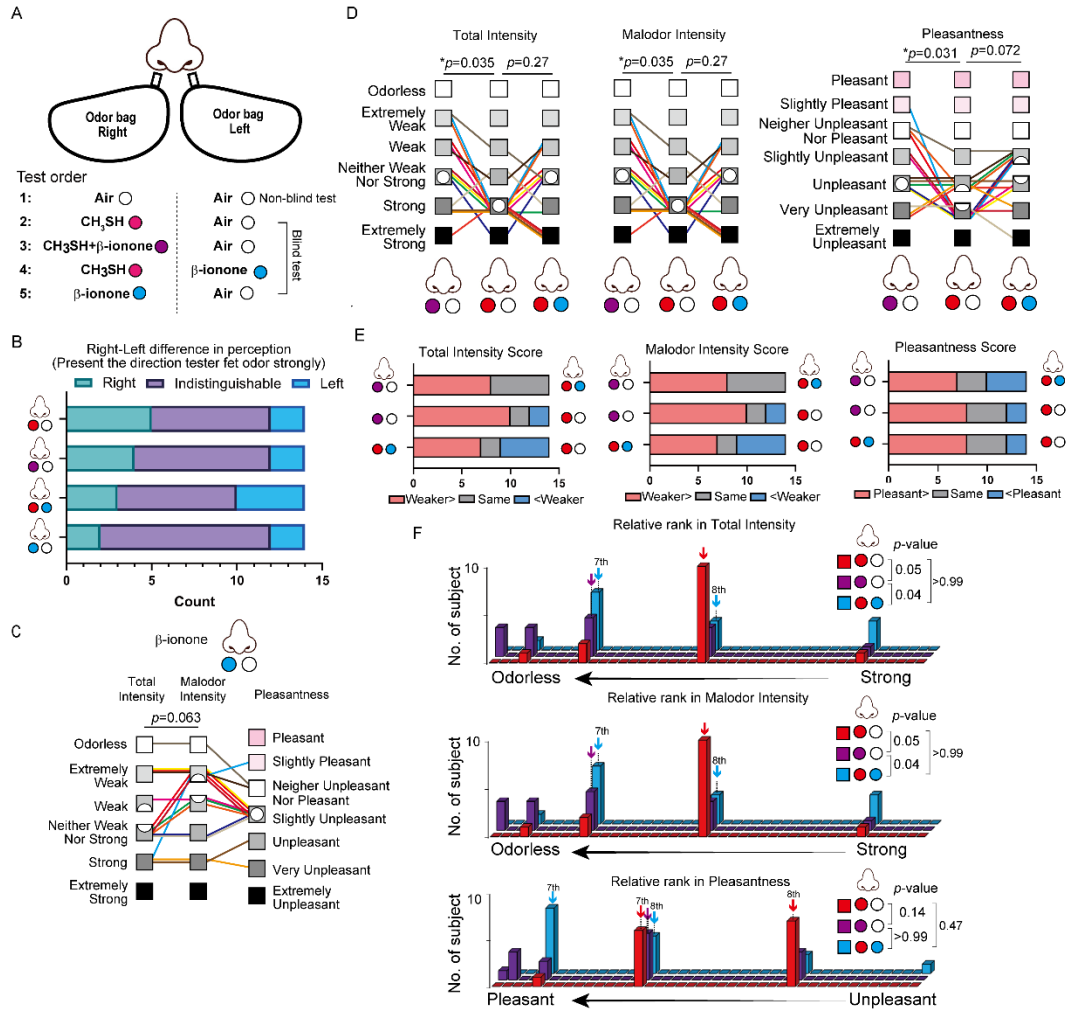 A
Odor bag
Right
Odor bag
Left
Test order
1: Air Air Non-blind test
2: CH3SH Air
3: CH3SH+β-ionone Air
4: CH3SH β-ionone
5: β-ionone Air
Blind test
B
Right-Left difference in perception
(Present the direction tester fet odor strongly)
Right Indistinguishable Left
0 5 10 15
Count
C
β-ionone
Total
Intensity
Malodor
Intensity
Pleasantness
p=0.063
Odorless
Extremely
Weak
Weak
Neither Weak
Nor Strong
Strong
Extremely
Strong
Pleasant
Slightly Pleasant
Neigher Unpleasant
Nor Pleasant
Slightly Unpleasant
Unpleasant
Very Unpleasant
Extremely
Unpleasant
D
Total Intensity
*p=0.035 p=0.27
Odorless
Extremely
Weak
Weak
Neither Weak
Nor Strong
Strong
Extremely
Strong
Malodor Intensity
*p=0.035 p=0.27
Pleasantness
*p=0.031 p=0.072
Pleasant
Slightly Pleasant
Neigher Unpleasant
Nor Pleasant
Slightly Unpleasant
Unpleasant
Very Unpleasant
Extremely
Unpleasant
E
Total Intensity Score
0 5 10 15
Weaker> Same <Weaker
Malodor Intensity Score
0 5 10 15
Weaker> Same <Weaker
Pleasantness Score
0 5 10 15
Pleasant> Same <Pleasant
F
Relative rank in Total Intensity
No. of subject
10
0
7th
8th
Odorless
Strong
p-value
0.05
0.04
>0.99
Relative rank in Malodor Intensity
No. of subject
10
0
7th
8th
Odorless
Strong
p-value
0.05
0.04
>0.99
Relative rank in Pleasantness
No. of subject
10
0
7th
7th
8th
8th
Pleasant
Unpleasant
p-value
0.14
>0.99
0.47